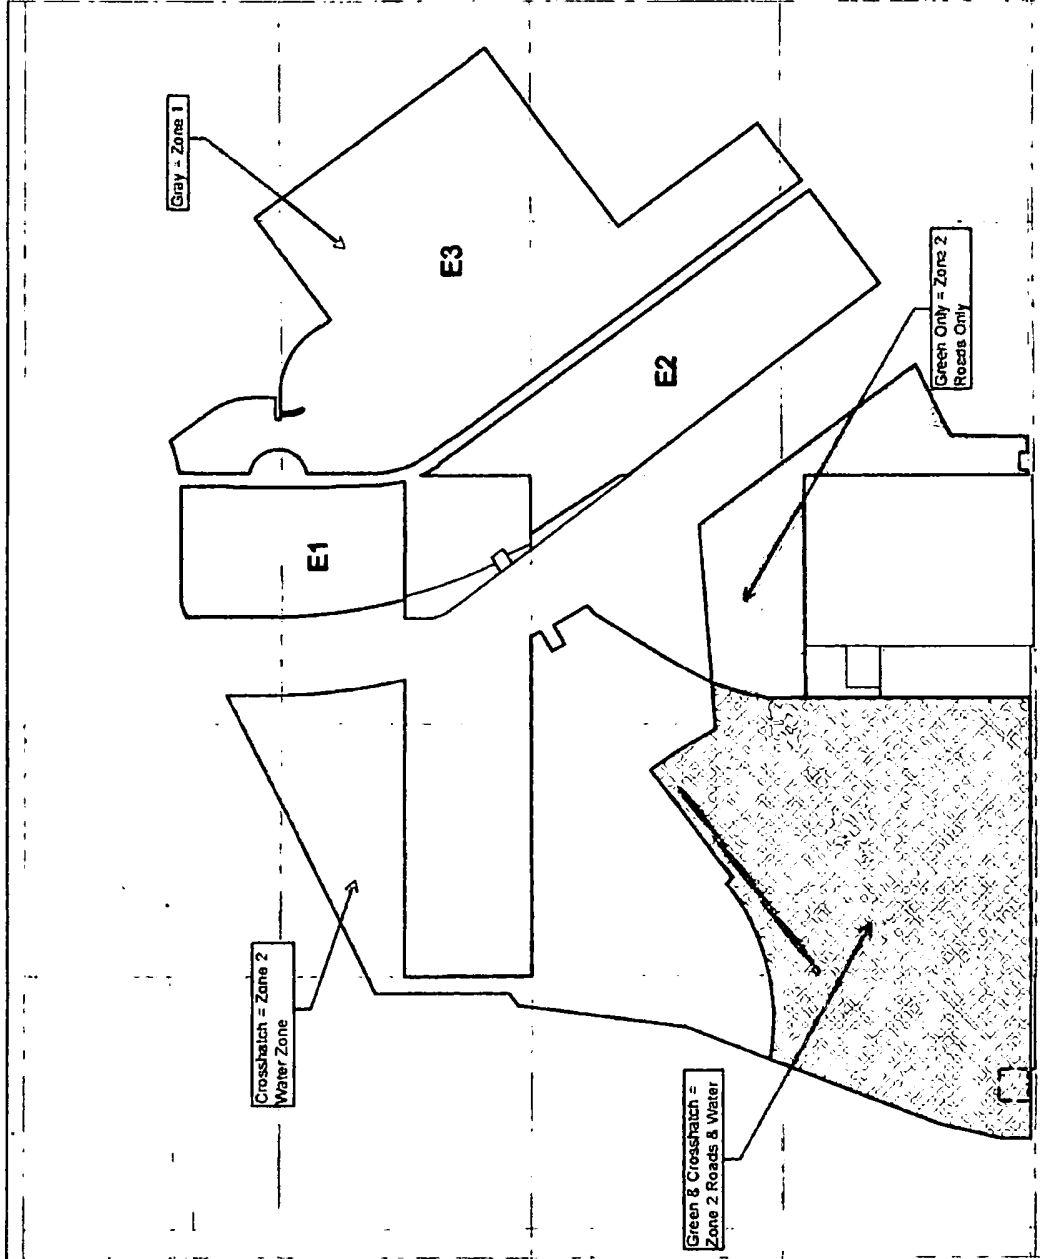 Gray = Zone 1
E3
E1
E2
Green Only = Zone 2
Roads Only
Crosshatch = Zone 2
Water Zone
Green & Crosshatch =
Zone 2 Roads & Water